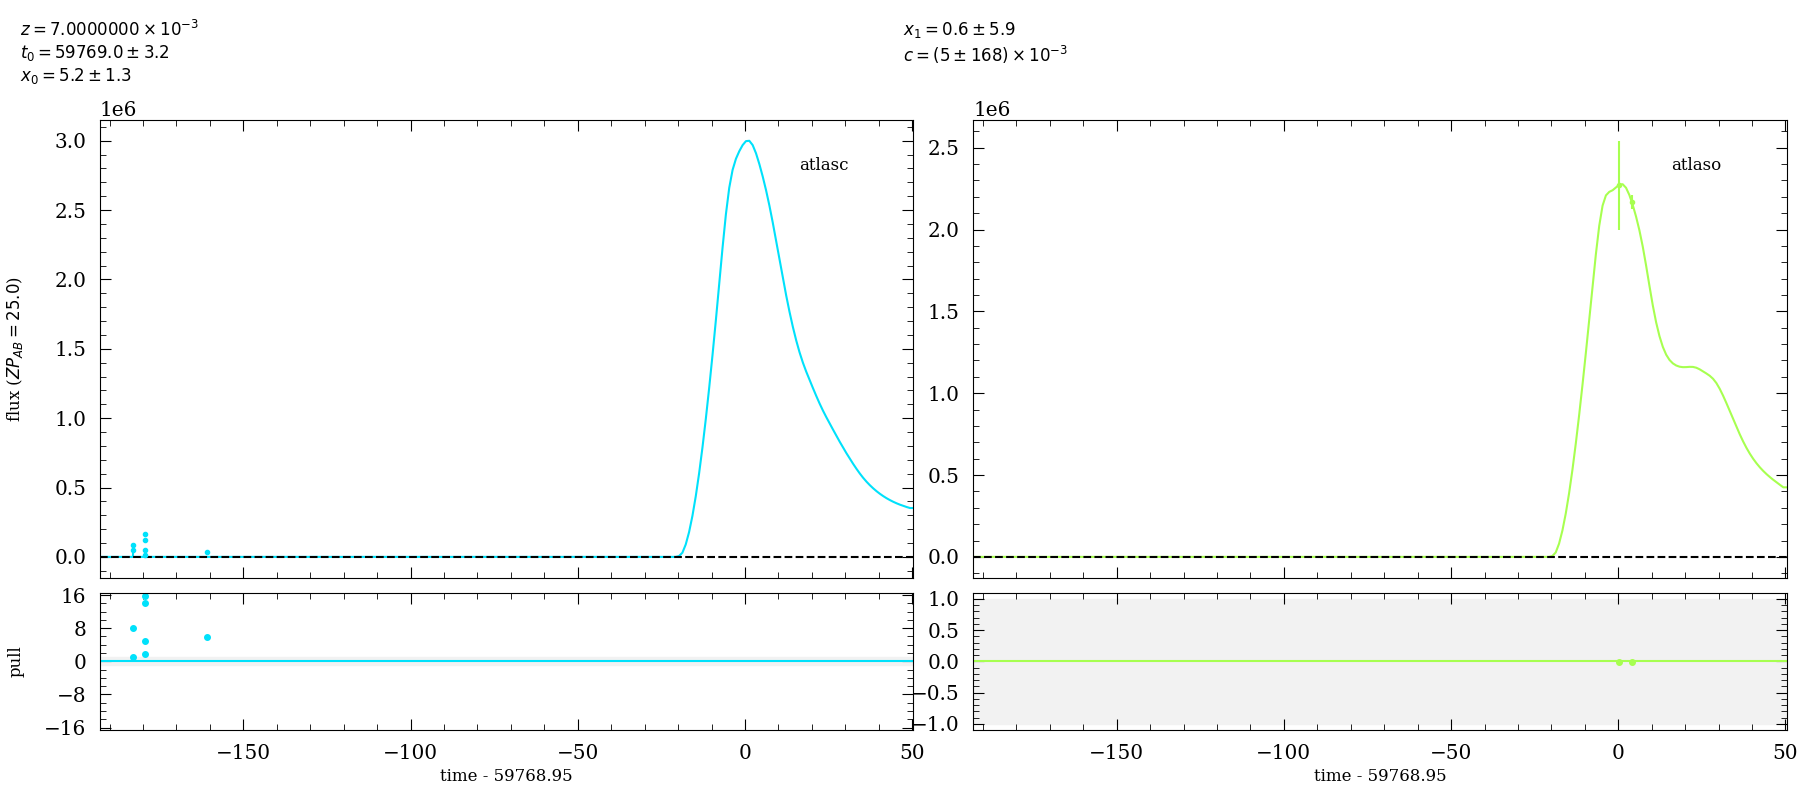 z = 7.0000000 × 10⁻³
t₀ = 59769.0 ± 3.2
x₀ = 5.2 ± 1.3
x₁ = 0.6 ± 5.9
c = (5 ± 168) × 10⁻³
1e6
3.0
2.5
2.0
1.5
1.0
0.5
0.0
flux (ZP_AB = 25.0)
atlasc
16
8
0
−8
−16
pull
−150
−100
−50
0
50
time - 59768.95
1e6
2.5
2.0
1.5
1.0
0.5
0.0
atlaso
1.0
0.5
0.0
−0.5
−1.0
−150
−100
−50
0
50
time - 59768.95